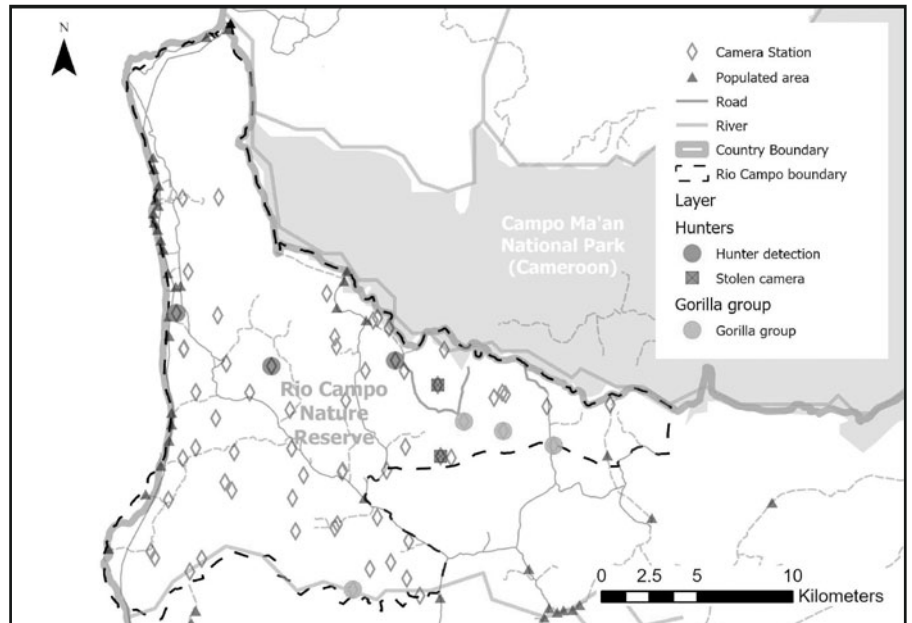 N
Camera Station
Populated area
Road
River
Country Boundary
Rio Campo boundary
Layer
Hunters
Hunter detection
Stolen camera
Gorilla group
Gorilla group
Campo Ma'an
National Park
(Cameroon)
Rio Campo
Nature
Reserve
0 2.5 5 10
Kilometers